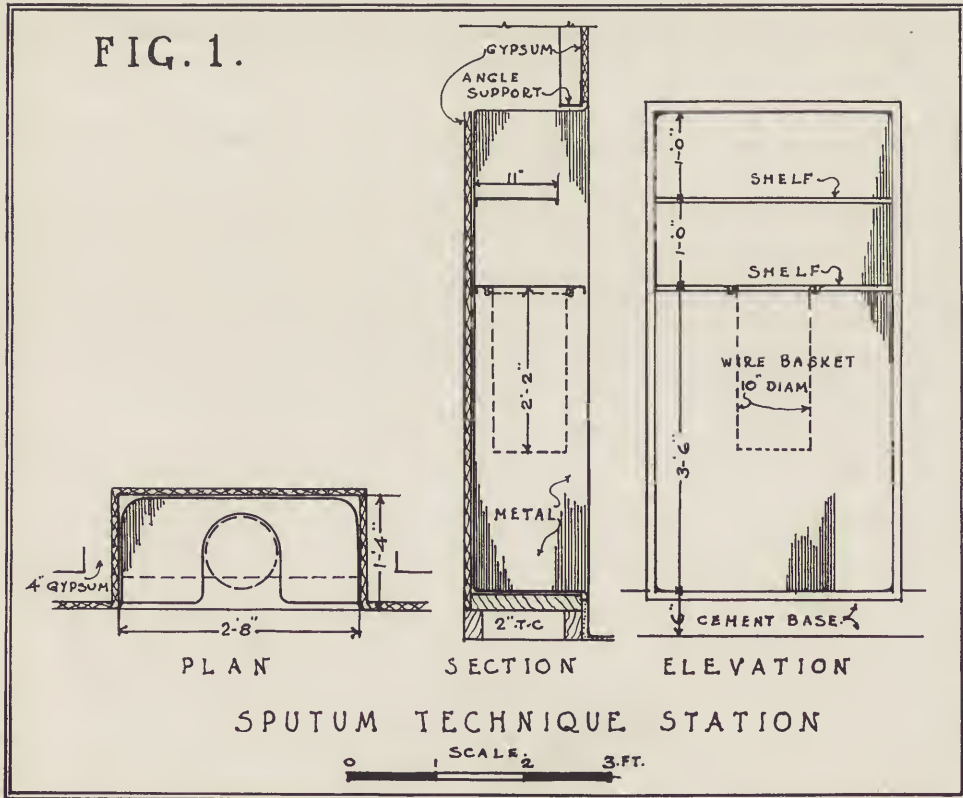 FIG. 1.
GYPSUM
ANGLE
SUPPORT
11"
2'-2"
METAL
2" T.C
1'-0"
SHELF
1'-0"
SHELF
WIRE BASKET
10" DIAM
3'-6"
6"
CEMENT BASE.
4" GYPSUM
1'-4"
2'-8"
PLAN
SECTION
ELEVATION
SPUTUM TECHNIQUE STATION
SCALE.
0 1 2 3 FT.